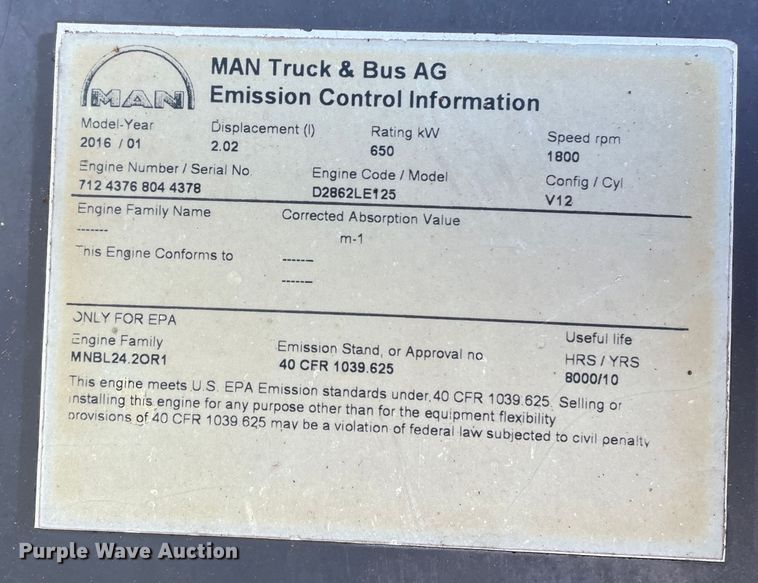 MAN
MAN Truck & Bus AG
Emission Control Information
Model-Year Displacement (l) Rating kW Speed rpm
2016 / 01 2.02 650 1800
Engine Number / Serial No Engine Code / Model Config / Cyl
712 4376 804 4378 D2862LE125 V12
Engine Family Name Corrected Absorption Value
------- m-1
This Engine Conforms to ------
------
ONLY FOR EPA
Engine Family Emission Stand, or Approval no Useful life
MNBL24.2OR1 40 CFR 1039.625 HRS / YRS
8000/10
This engine meets U.S. EPA Emission standards under 40 CFR 1039.625. Selling or
installing this engine for any purpose other than for the equipment flexibility
provisions of 40 CFR 1039 625 may be a violation of federal law subjected to civil penalty
Purple Wave Auction